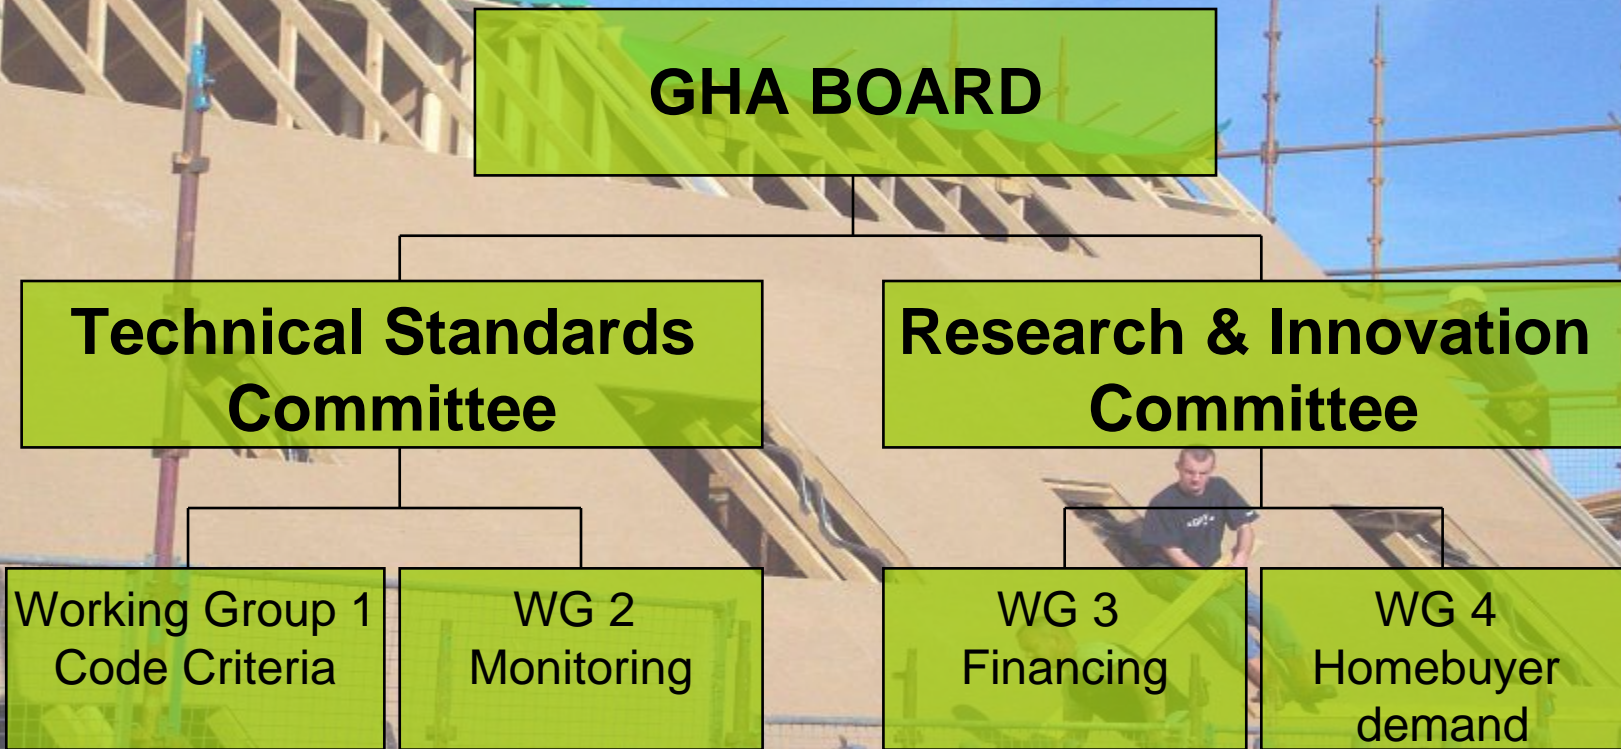 GHA BOARD
Technical Standards
Committee
Research & Innovation
Committee
Working Group 1
Code Criteria
WG 2
Monitoring
WG 3
Financing
WG 4
Homebuyer
demand